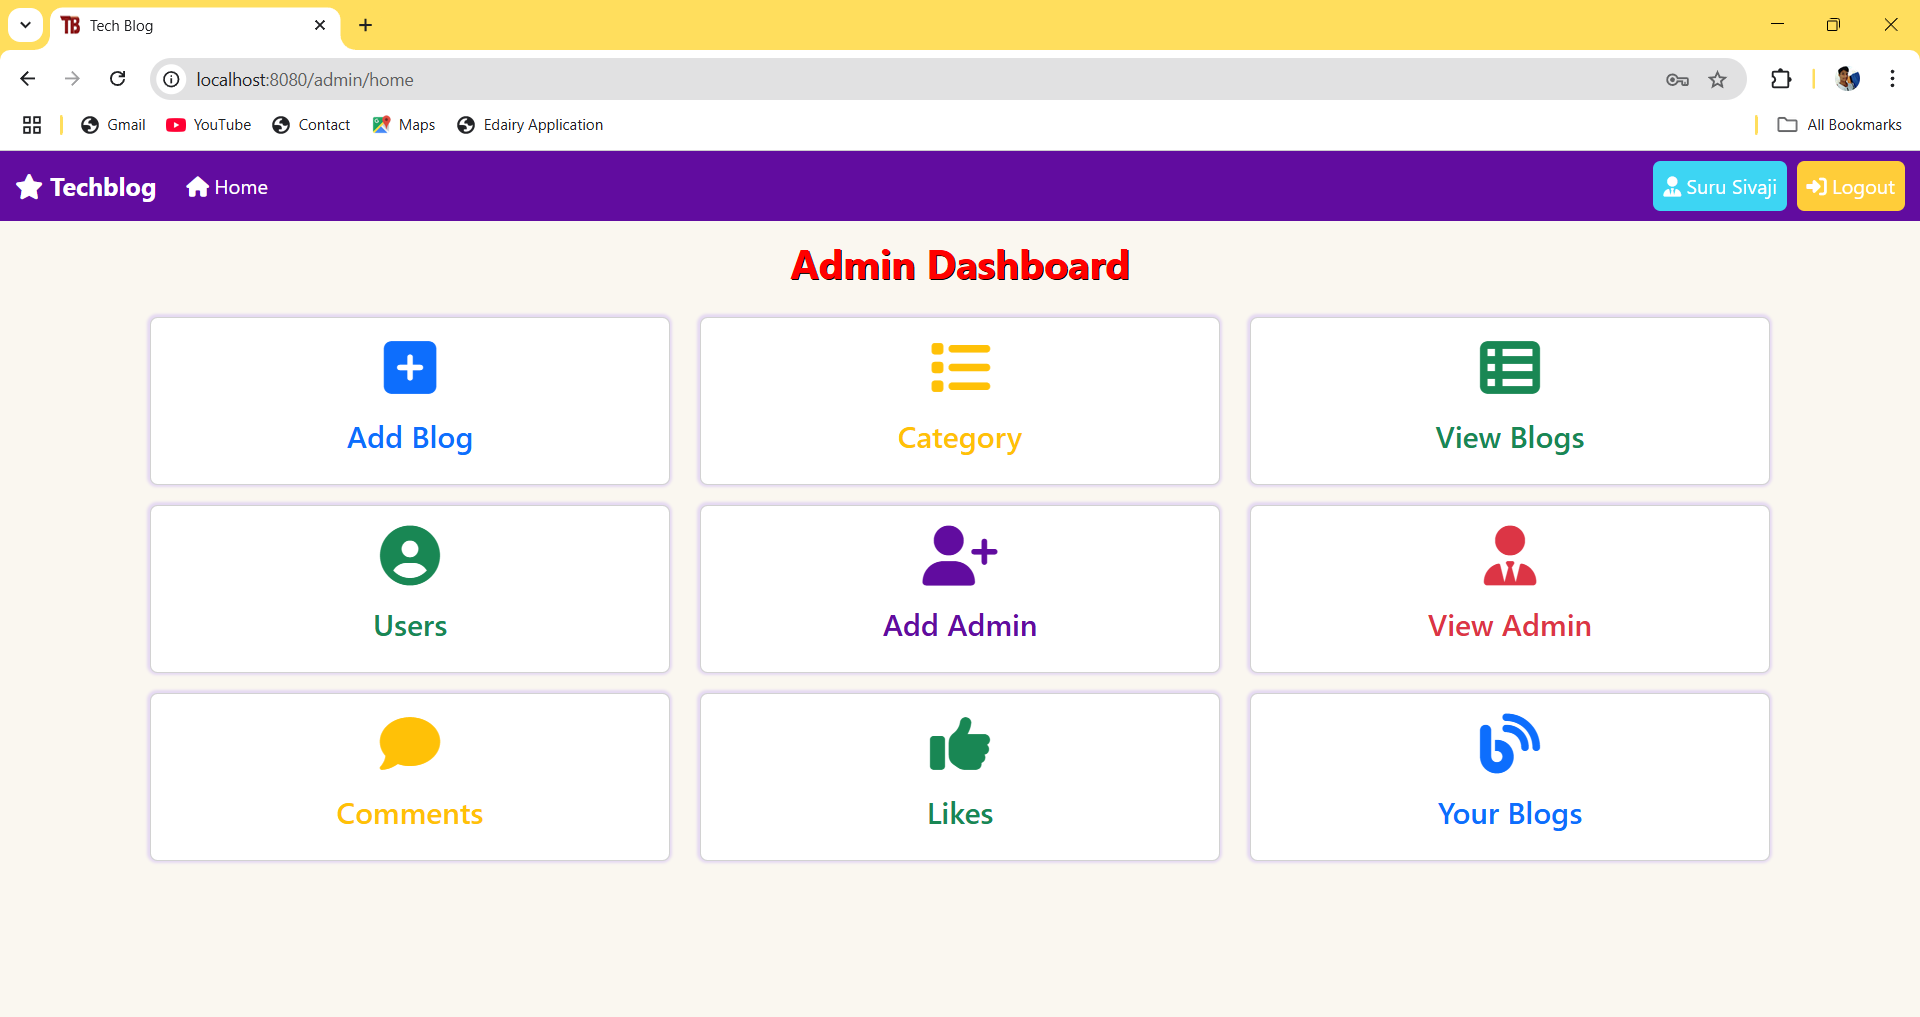 TB Tech Blog
localhost:8080/admin/home
Gmail YouTube Contact Maps Edairy Application All Bookmarks
Techblog Home Suru Sivaji Logout
Admin Dashboard
Add Blog Category View Blogs
Users Add Admin View Admin
Comments Likes Your Blogs